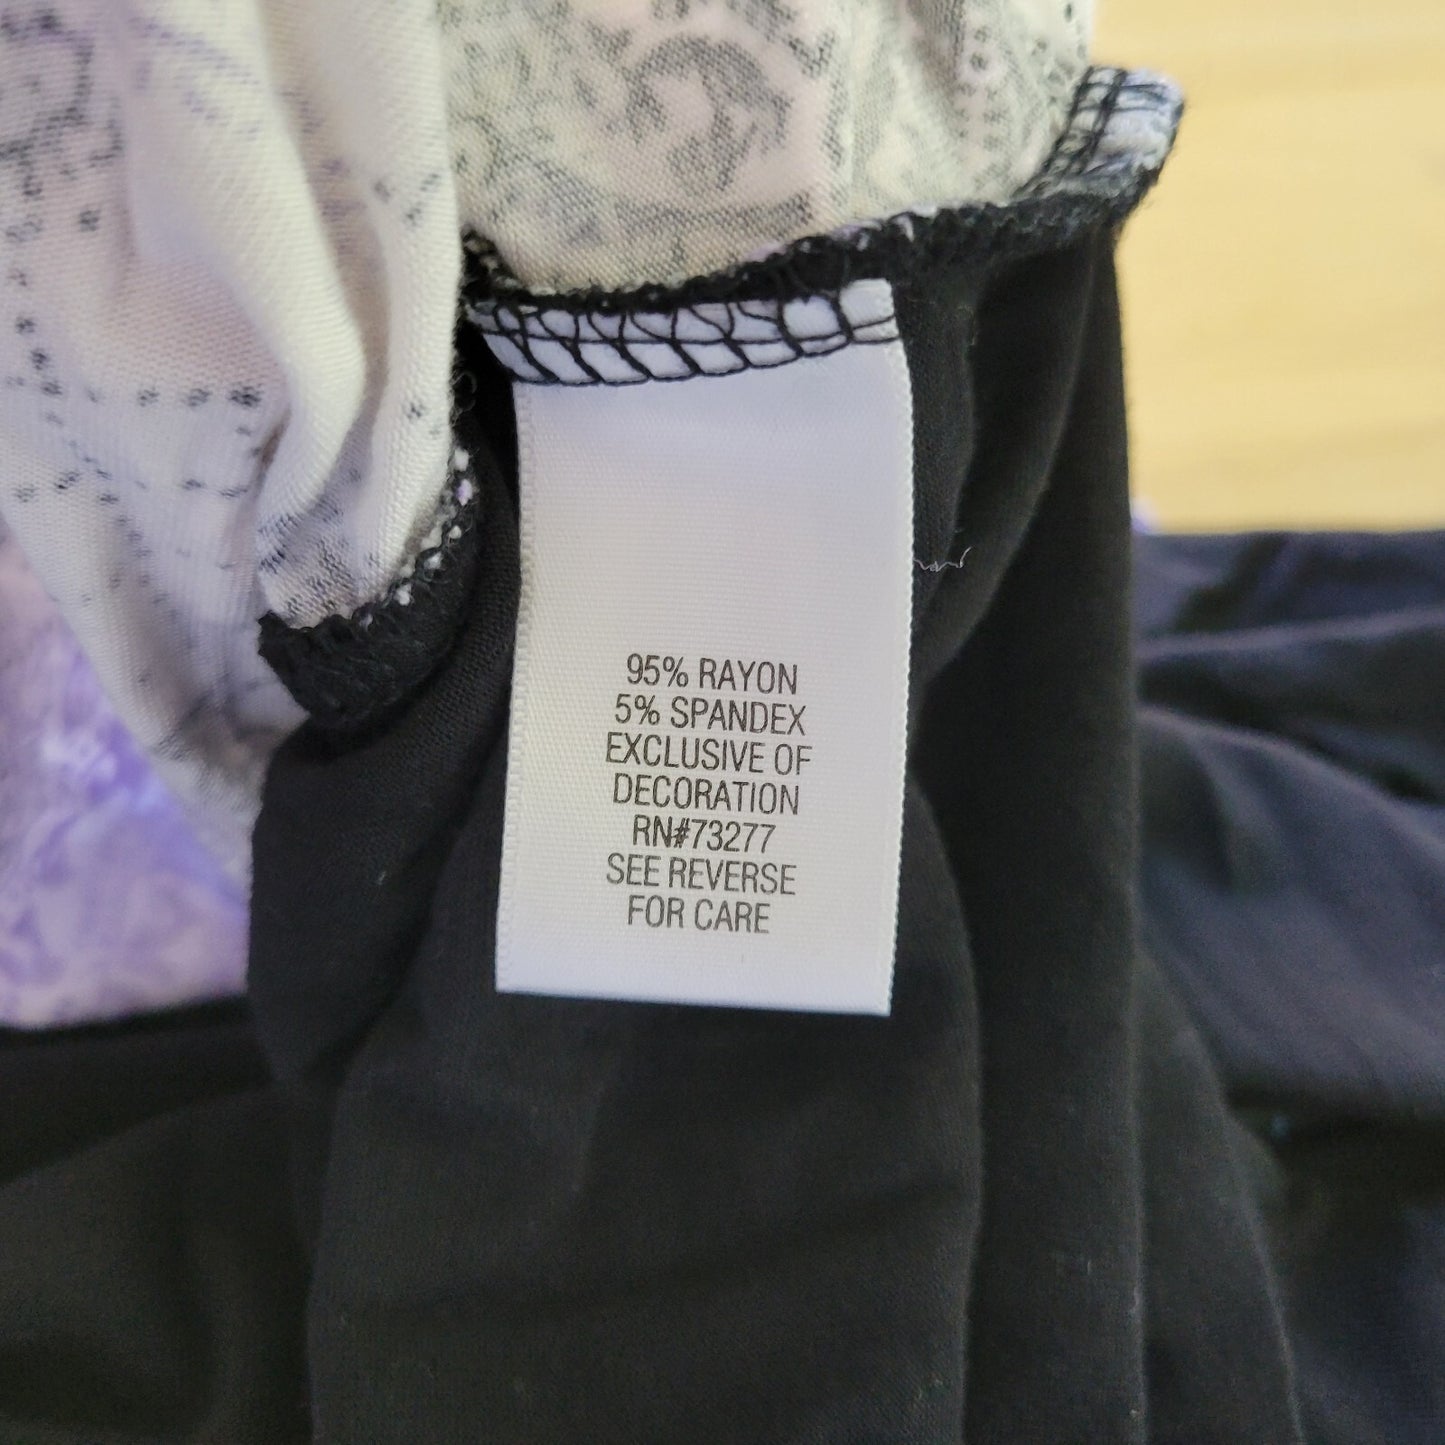 95% RAYON
5% SPANDEX
EXCLUSIVE OF
DECORATION
RN#73277
SEE REVERSE
FOR CARE